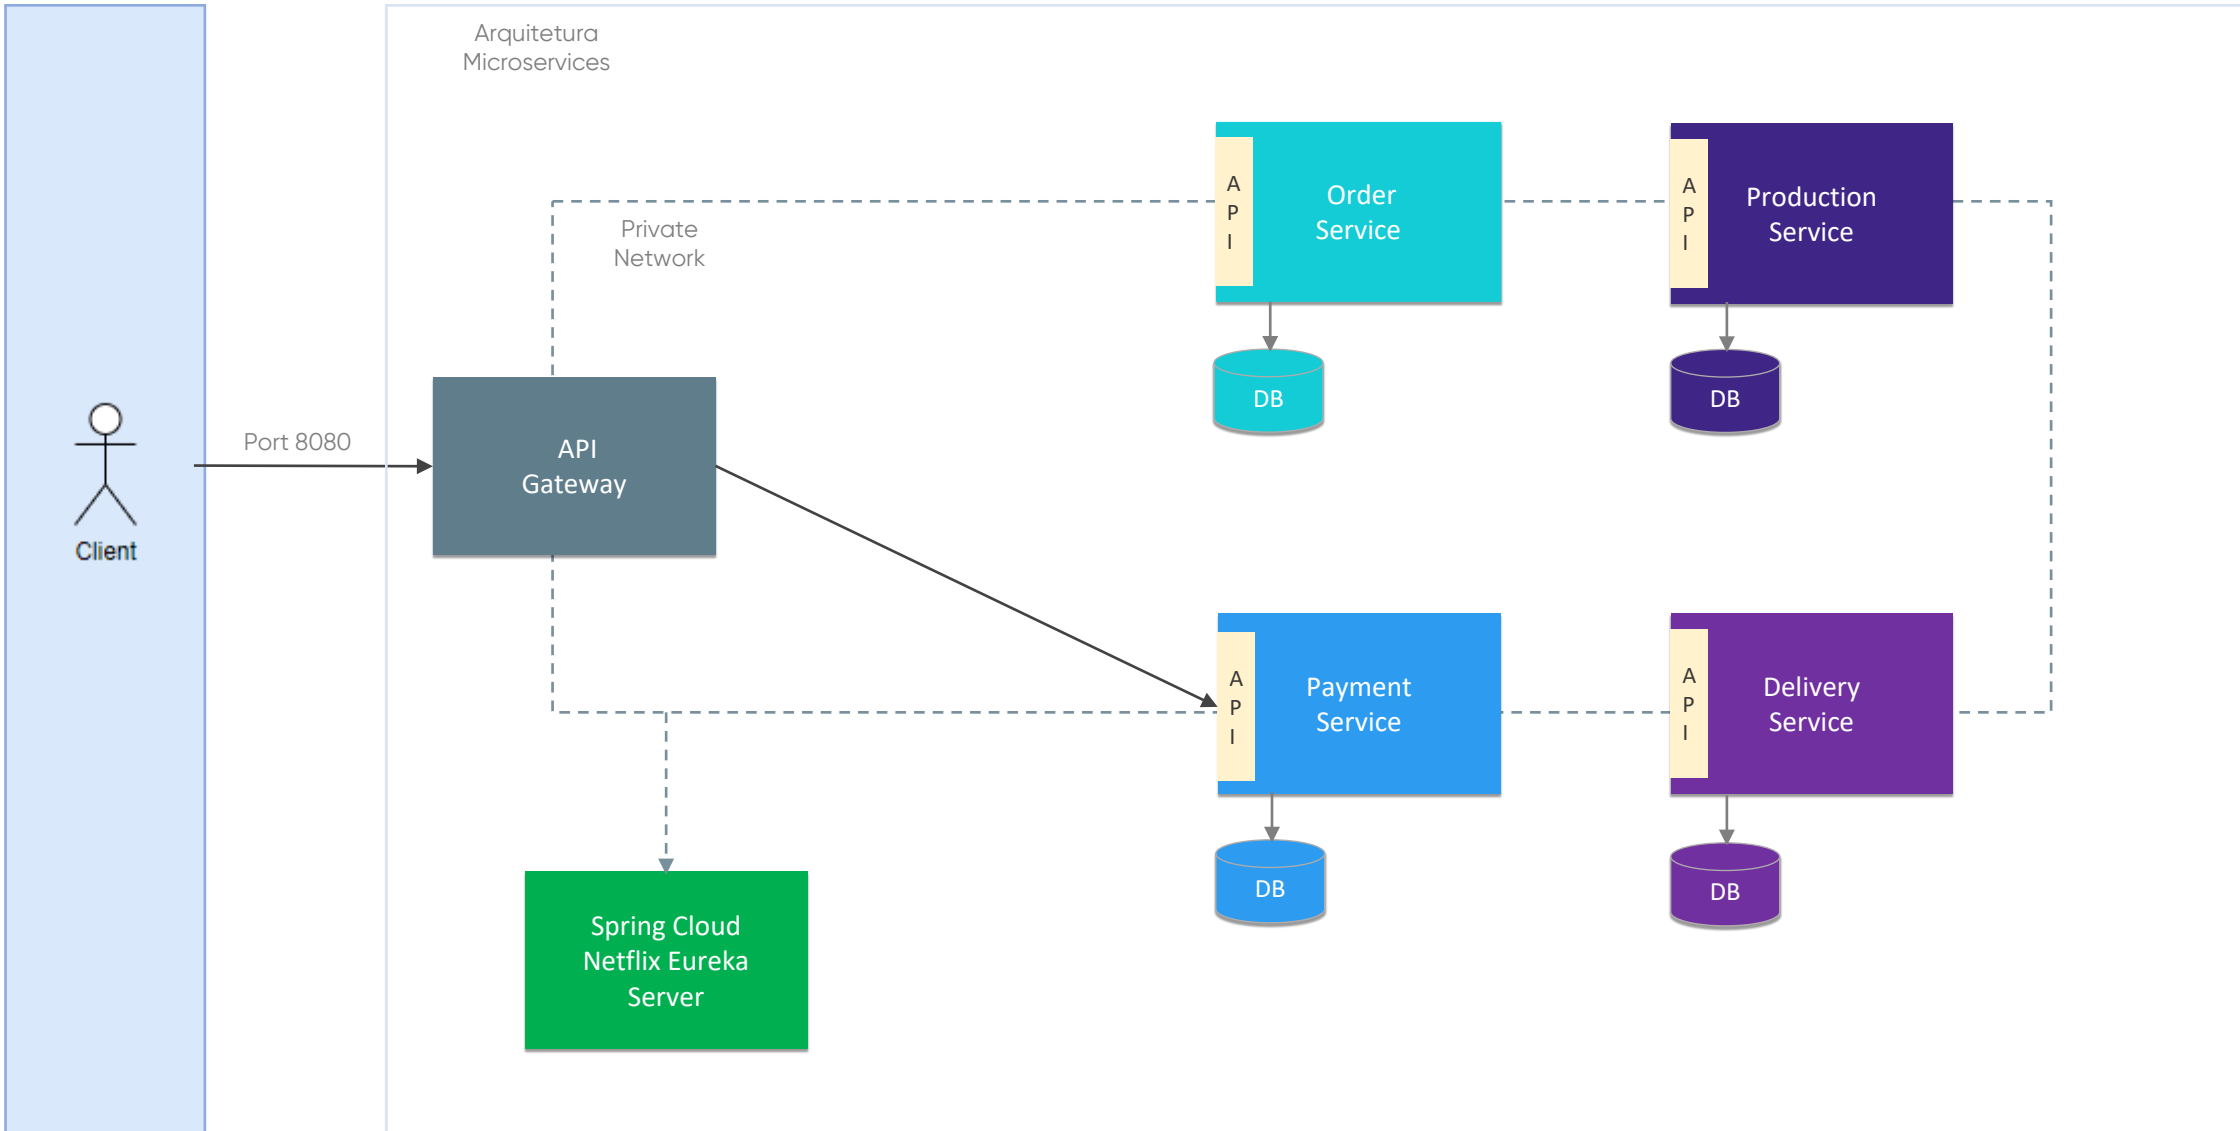 Arquitetura
Microservices
Private
Network
Port 8080
Client
API
Gateway
A
P
I
Order
Service
DB
A
P
I
Production
Service
DB
A
P
I
Payment
Service
DB
A
P
I
Delivery
Service
DB
Spring Cloud
Netflix Eureka
Server